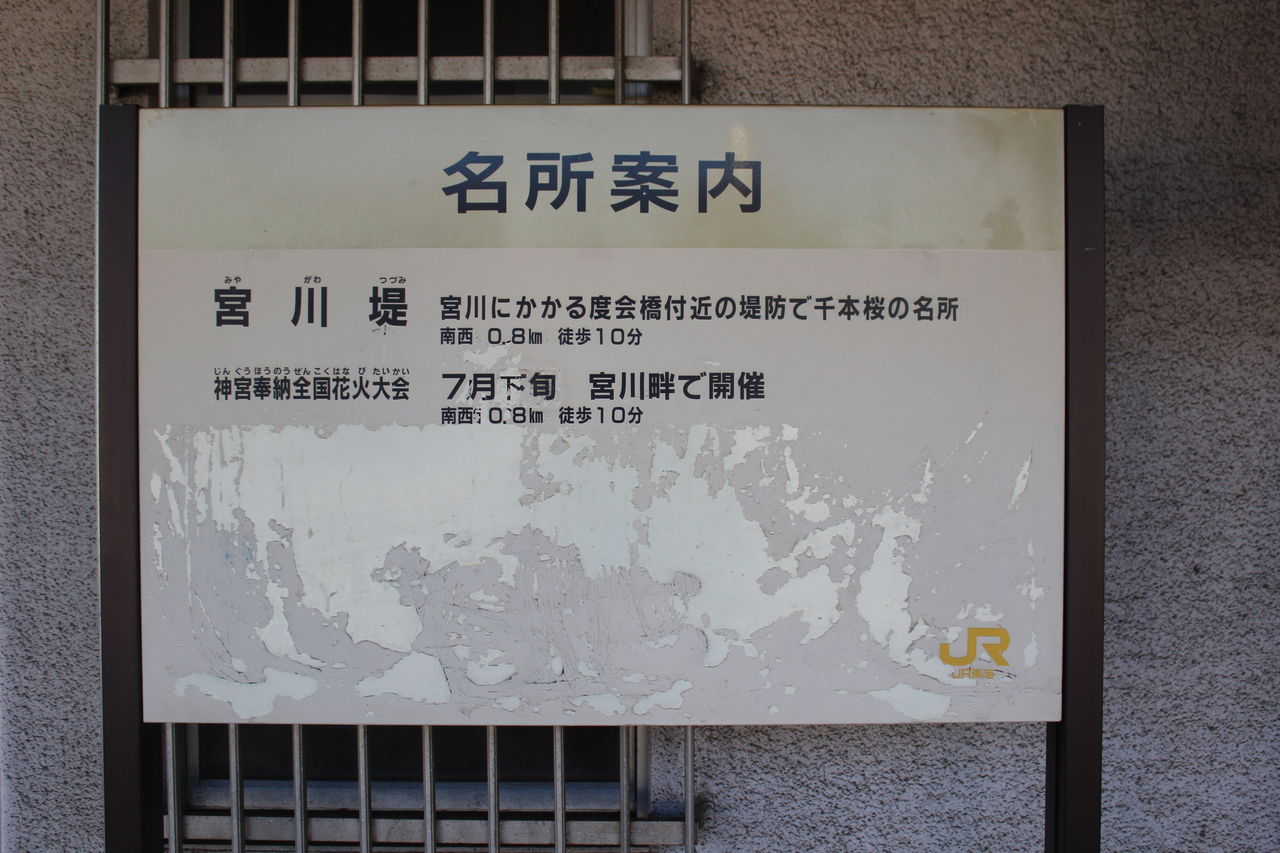 名所案内
みや がわ つづみ
宮川堤 宮川にかかる度会橋付近の堤防で千本桜の名所
南西 0.8㎞ 徒歩10分
じんぐうほうのうぜんこくはなびたいかい
神宮奉納全国花火大会 7月下旬 宮川畔で開催
南西 0.8㎞ 徒歩10分
JR
JR東海